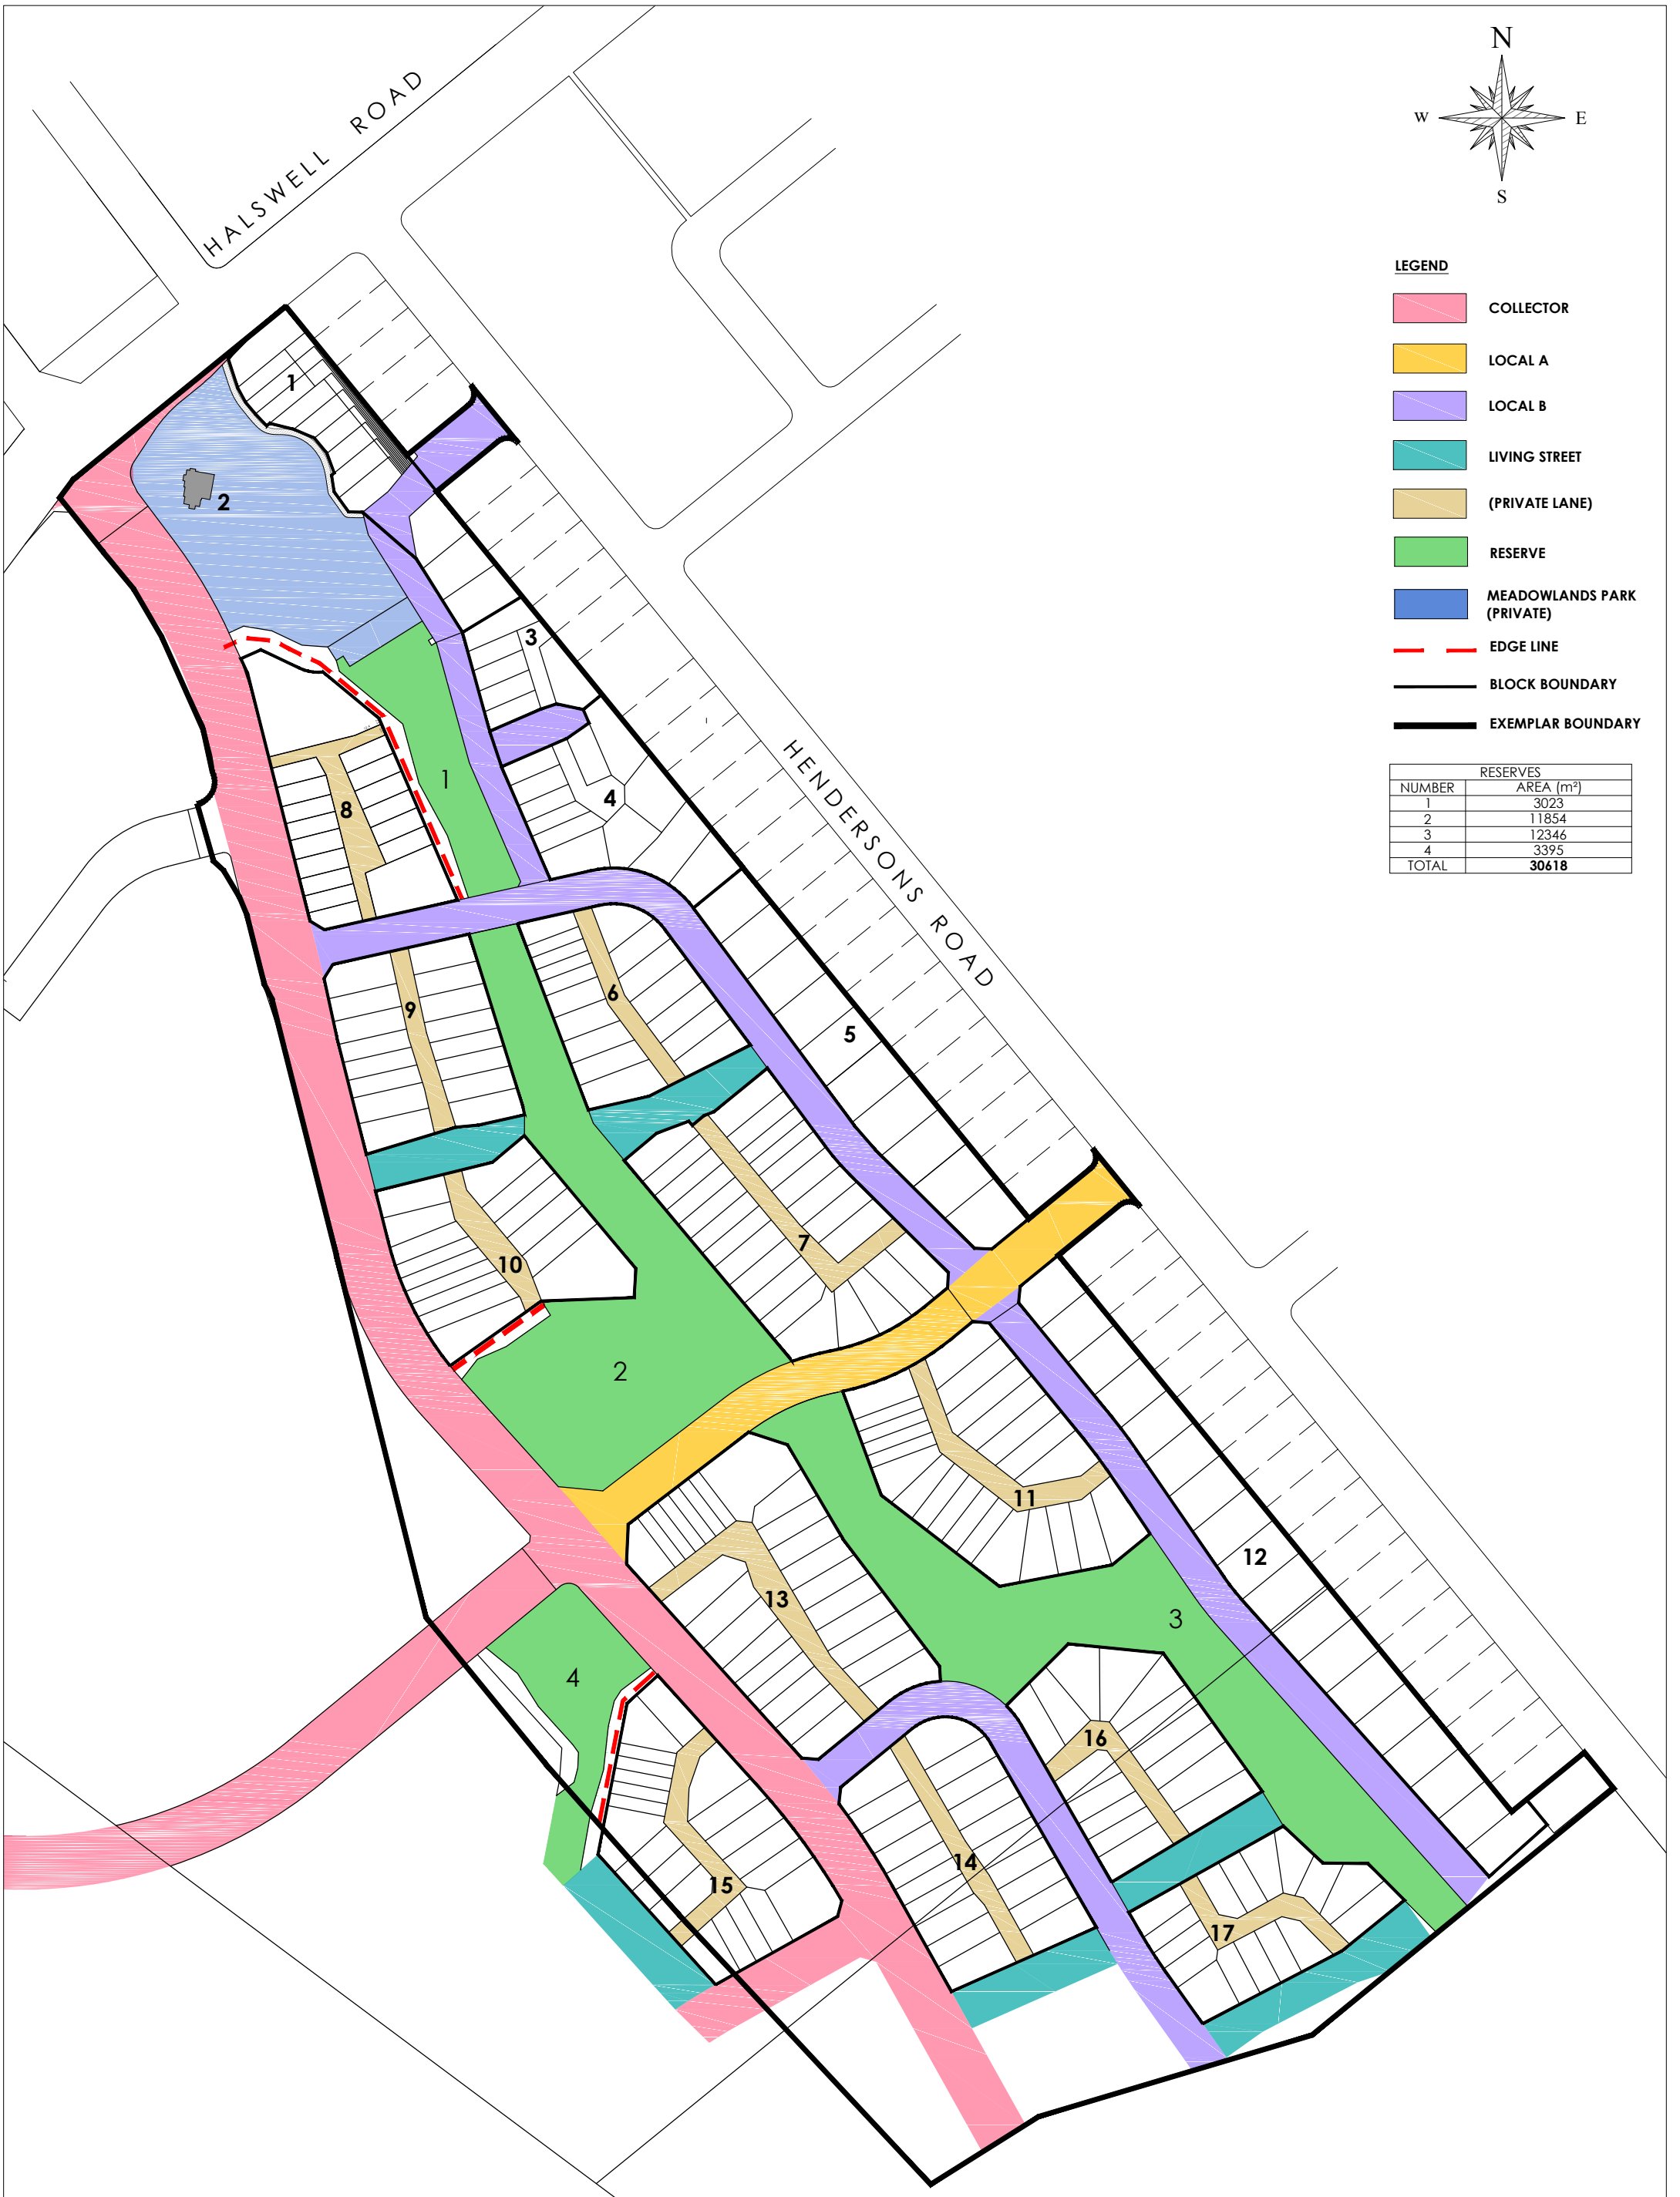 N
W
E
S
HALSWELL ROAD
HENDERSONS ROAD
LEGEND
COLLECTOR
LOCAL A
LOCAL B
LIVING STREET
(PRIVATE LANE)
RESERVE
MEADOWLANDS PARK
(PRIVATE)
EDGE LINE
BLOCK BOUNDARY
EXEMPLAR BOUNDARY
RESERVES
NUMBER AREA (m²)
1 3023
2 11854
3 12346
4 3395
TOTAL 30618
1
2
3
1
4
8
6
9
5
7
10
2
11
12
13
3
4
16
14
15
17